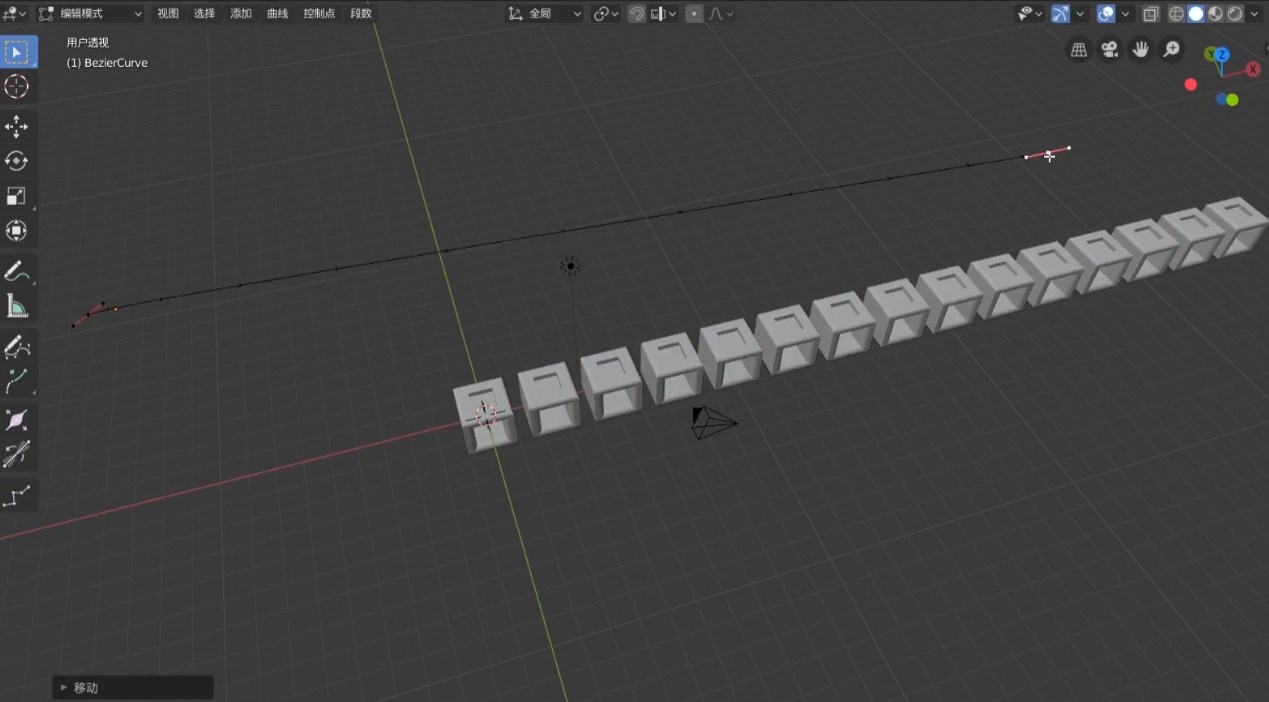 编辑模式 视图 选择 添加 曲线 控制点 段数 全局
用户透视
(1) BezierCurve
Y Z X
移动